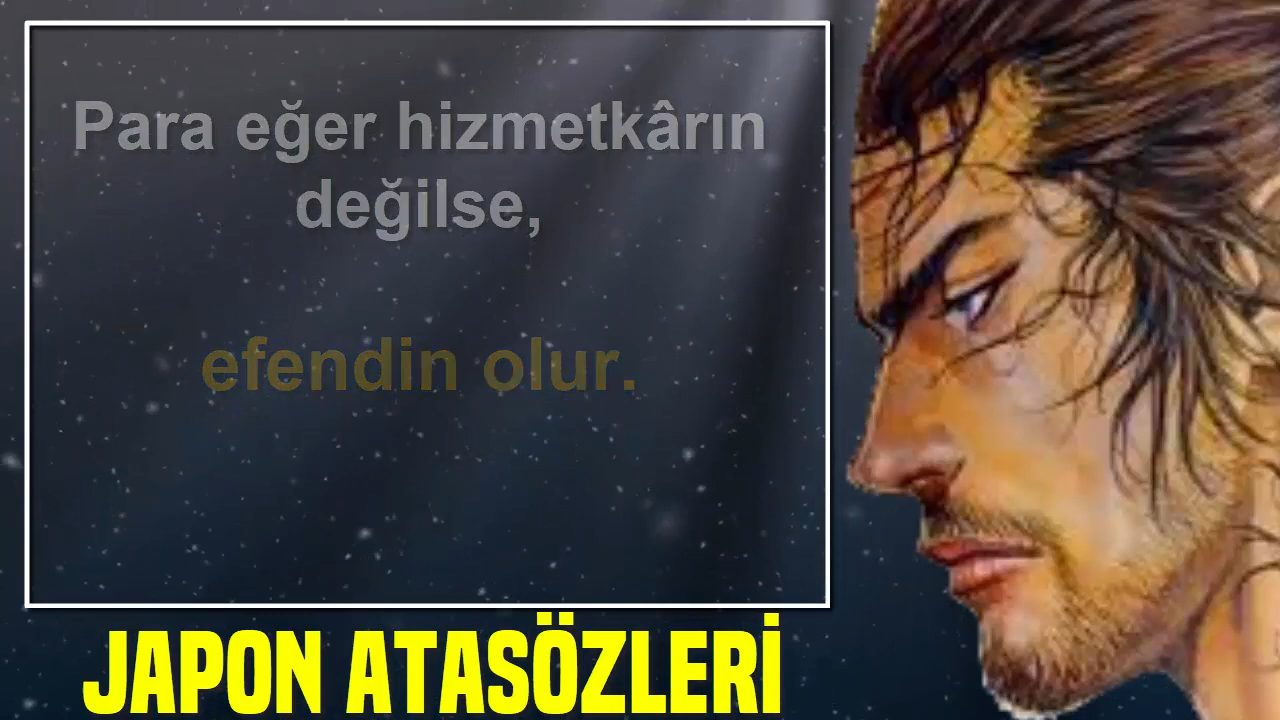 Para eğer hizmetkârın
değilse,
efendin olur.
JAPON ATASÖZLERİ